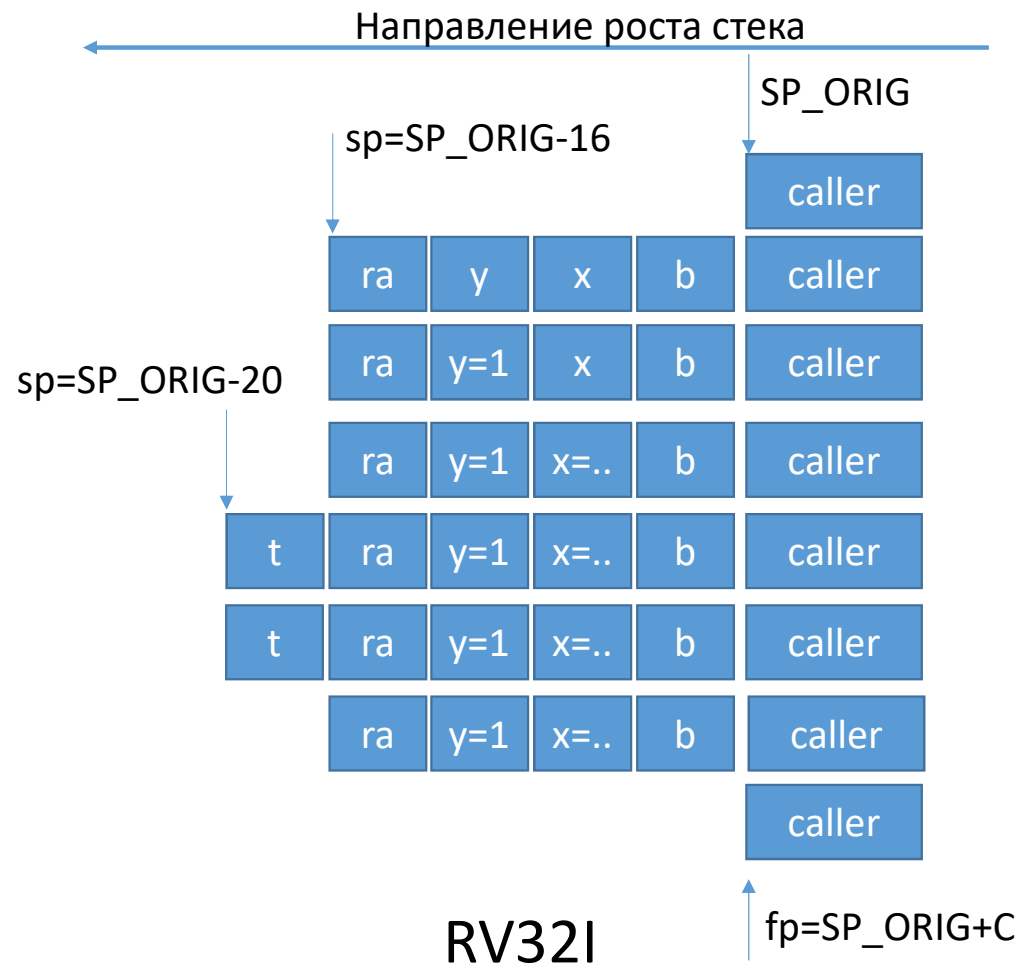 Направление роста стека
SP_ORIG
sp=SP_ORIG-16
caller
ra y x b caller
ra y=1 x b caller
sp=SP_ORIG-20
ra y=1 x=.. b caller
t ra y=1 x=.. b caller
t ra y=1 x=.. b caller
ra y=1 x=.. b caller
caller
RV32I
fp=SP_ORIG+C